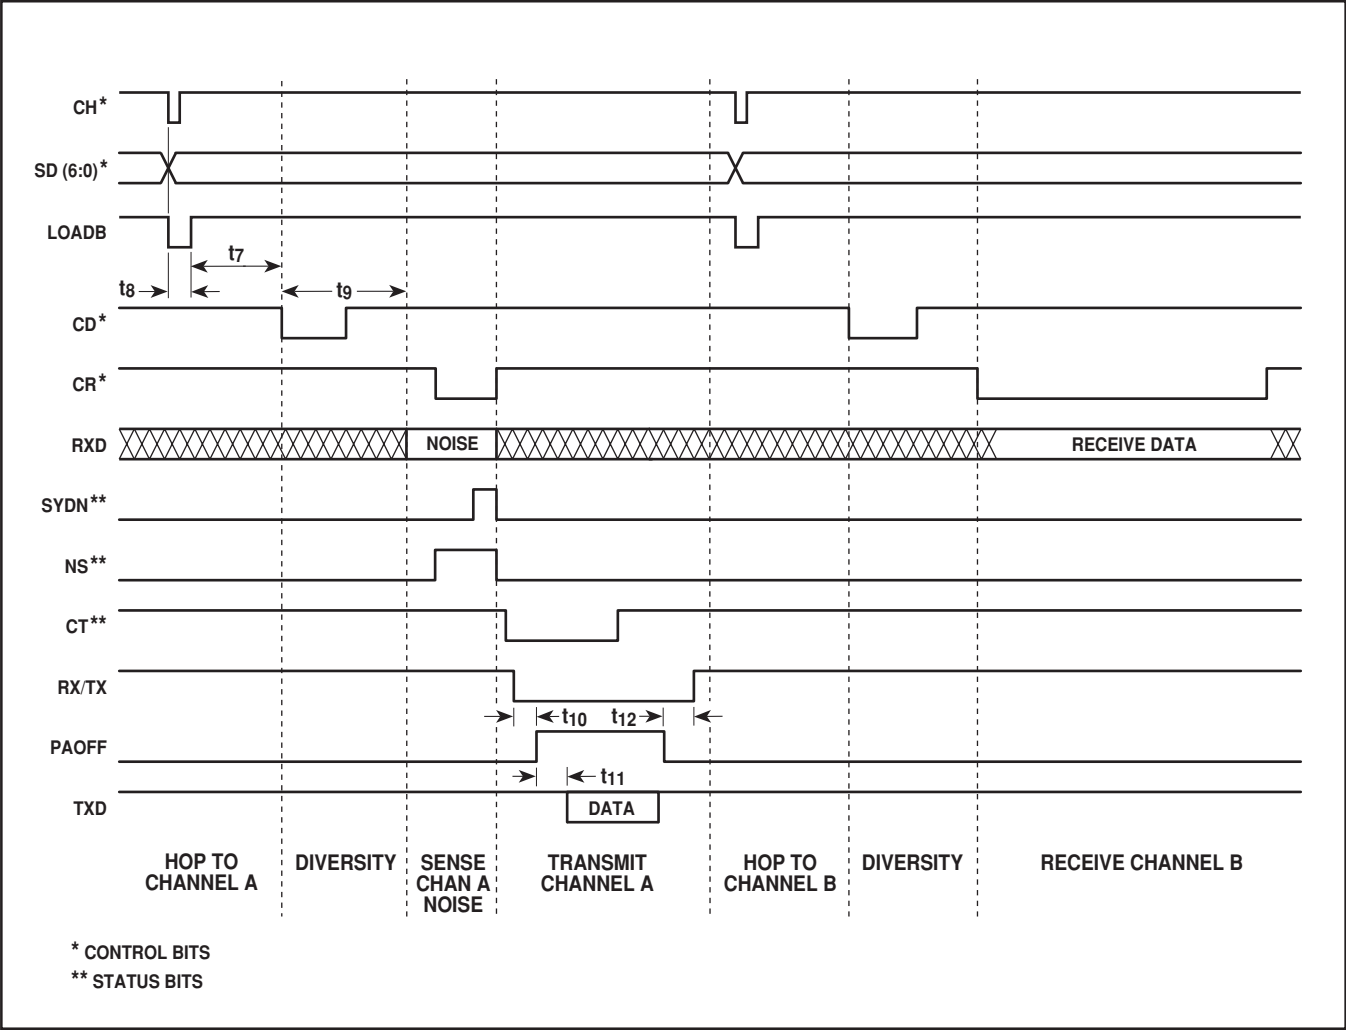 CH*
SD (6:0)*
LOADB
t7
t8
t9
CD*
CR*
RXD
NOISE
RECEIVE DATA
SYDN**
NS**
CT**
RX/TX
t10
t12
PAOFF
t11
TXD
DATA
HOP TO
CHANNEL A
DIVERSITY
SENSE
CHAN A
NOISE
TRANSMIT
CHANNEL A
HOP TO
CHANNEL B
DIVERSITY
RECEIVE CHANNEL B
* CONTROL BITS
** STATUS BITS